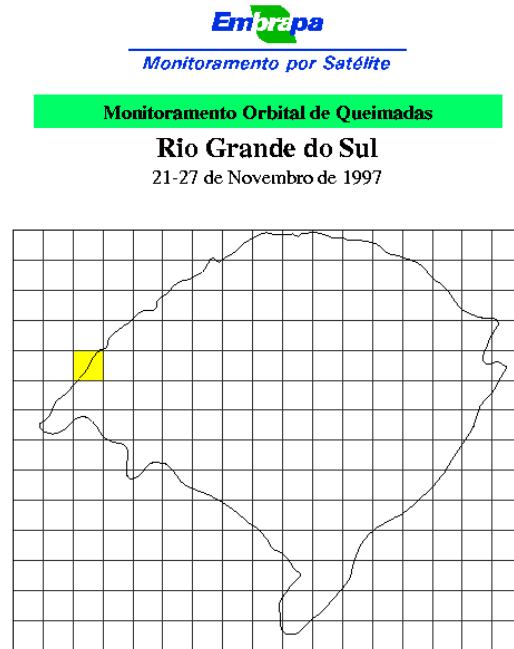 Embrapa
Monitoramento por Satélite
Monitoramento Orbital de Queimadas
Rio Grande do Sul
21-27 de Novembro de 1997